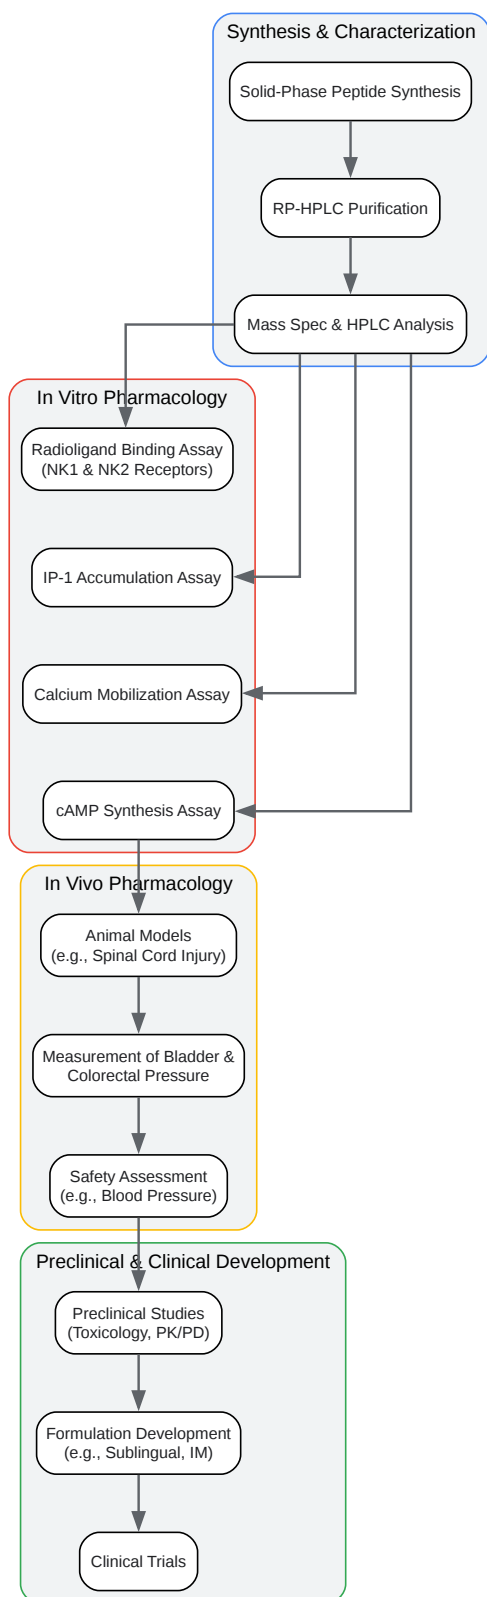 Synthesis & Characterization
Solid-Phase Peptide Synthesis
RP-HPLC Purification
Mass Spec & HPLC Analysis
In Vitro Pharmacology
Radioligand Binding Assay
(NK1 & NK2 Receptors)
IP-1 Accumulation Assay
Calcium Mobilization Assay
cAMP Synthesis Assay
In Vivo Pharmacology
Animal Models
(e.g., Spinal Cord Injury)
Measurement of Bladder &
Colorectal Pressure
Safety Assessment
(e.g., Blood Pressure)
Preclinical & Clinical Development
Preclinical Studies
(Toxicology, PK/PD)
Formulation Development
(e.g., Sublingual, IM)
Clinical Trials